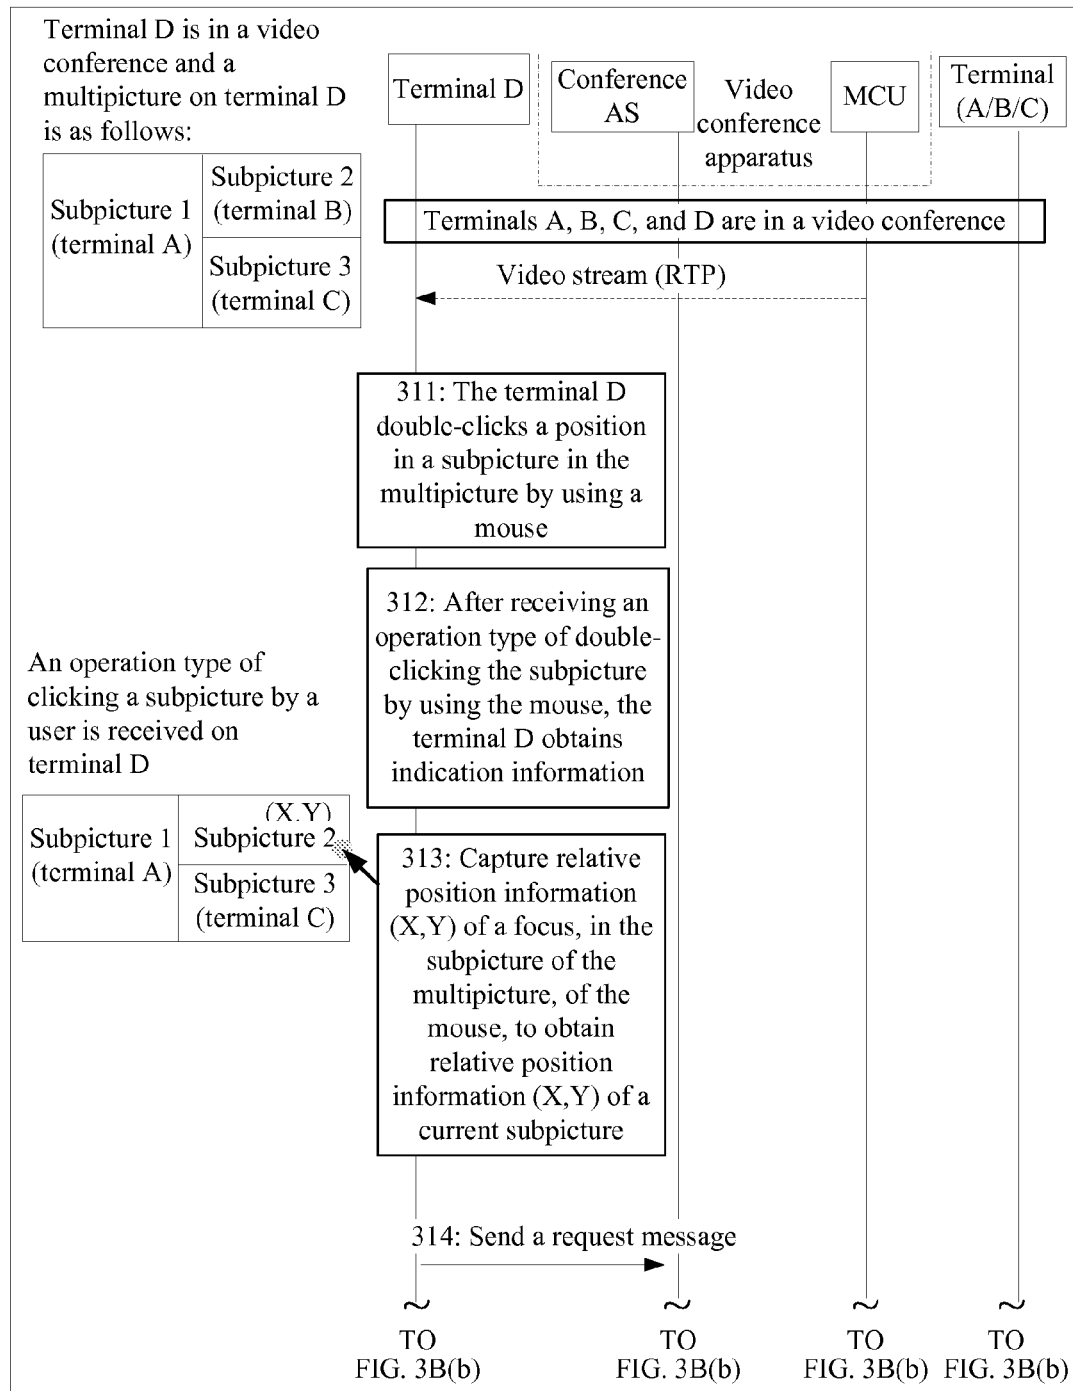 Terminal D is in a video
conference and a
multipicture on terminal D
is as follows:
Subpicture 1
(terminal A)
Subpicture 2
(terminal B)
Subpicture 3
(terminal C)
Terminal D
Conference
AS
Video
conference
apparatus
MCU
Terminal
(A/B/C)
Terminals A, B, C, and D are in a video conference
Video stream (RTP)
311: The terminal D
double-clicks a position
in a subpicture in the
multipicture by using a
mouse
312: After receiving an
operation type of double-
clicking the subpicture
by using the mouse, the
terminal D obtains
indication information
An operation type of
clicking a subpicture by a
user is received on
terminal D
(X,Y)
Subpicture 1
(terminal A)
Subpicture 2
Subpicture 3
(terminal C)
313: Capture relative
position information
(X,Y) of a focus, in the
subpicture of the
multipicture, of the
mouse, to obtain
relative position
information (X,Y) of a
current subpicture
314: Send a request message
TO
FIG. 3B(b)
TO
FIG. 3B(b)
TO
FIG. 3B(b)
TO
FIG. 3B(b)